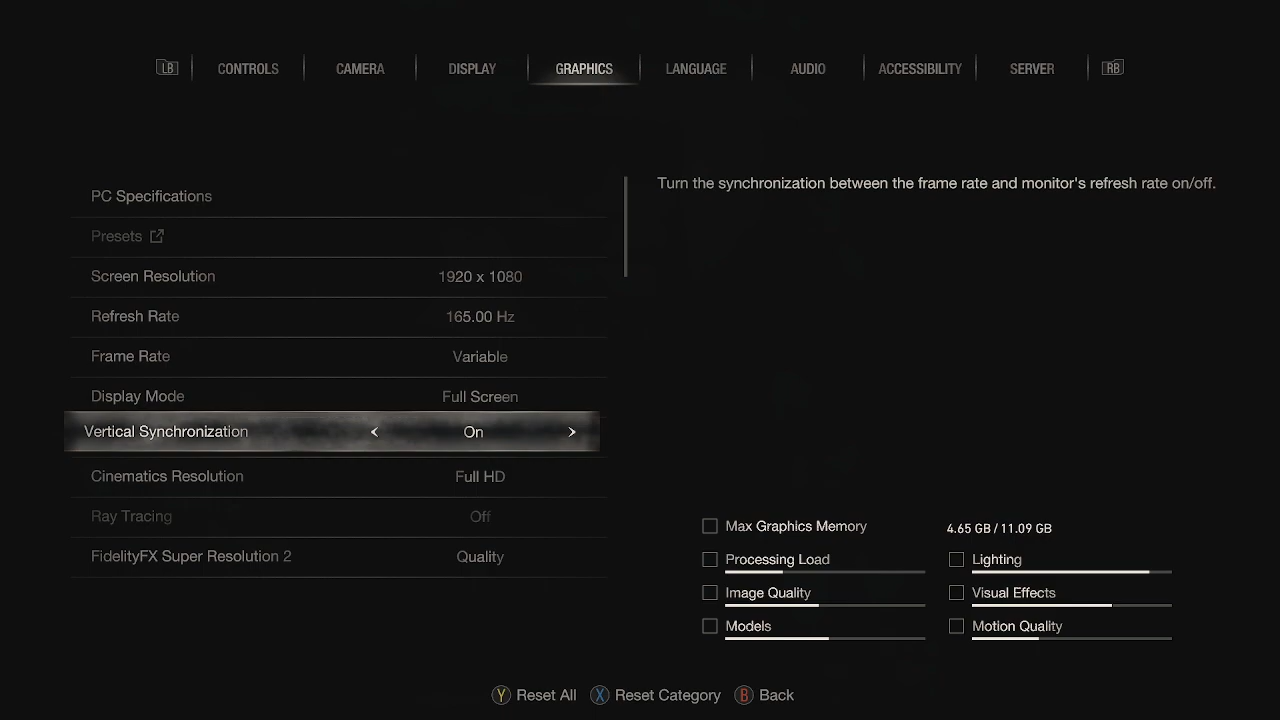 LB CONTROLS CAMERA DISPLAY GRAPHICS LANGUAGE AUDIO ACCESSIBILITY SERVER RB
Turn the synchronization between the frame rate and monitor's refresh rate on/off.
PC Specifications
Presets
Screen Resolution 1920 x 1080
Refresh Rate 165.00 Hz
Frame Rate Variable
Display Mode Full Screen
Vertical Synchronization On
Cinematics Resolution Full HD
Ray Tracing Off
FidelityFX Super Resolution 2 Quality
Max Graphics Memory 4.65 GB / 11.09 GB
Processing Load Lighting
Image Quality Visual Effects
Models Motion Quality
Y Reset All X Reset Category B Back